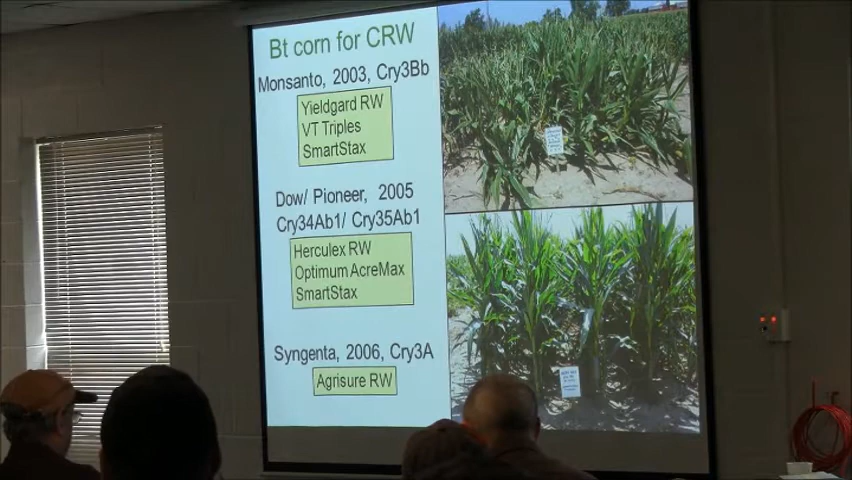 Bt corn for CRW
Monsanto, 2003, Cry3Bb
Yieldgard RW
VT Triples
SmartStax
Dow/ Pioneer, 2005
Cry34Ab1/ Cry35Ab1
Herculex RW
Optimum AcreMax
SmartStax
Syngenta, 2006, Cry3A
Agrisure RW